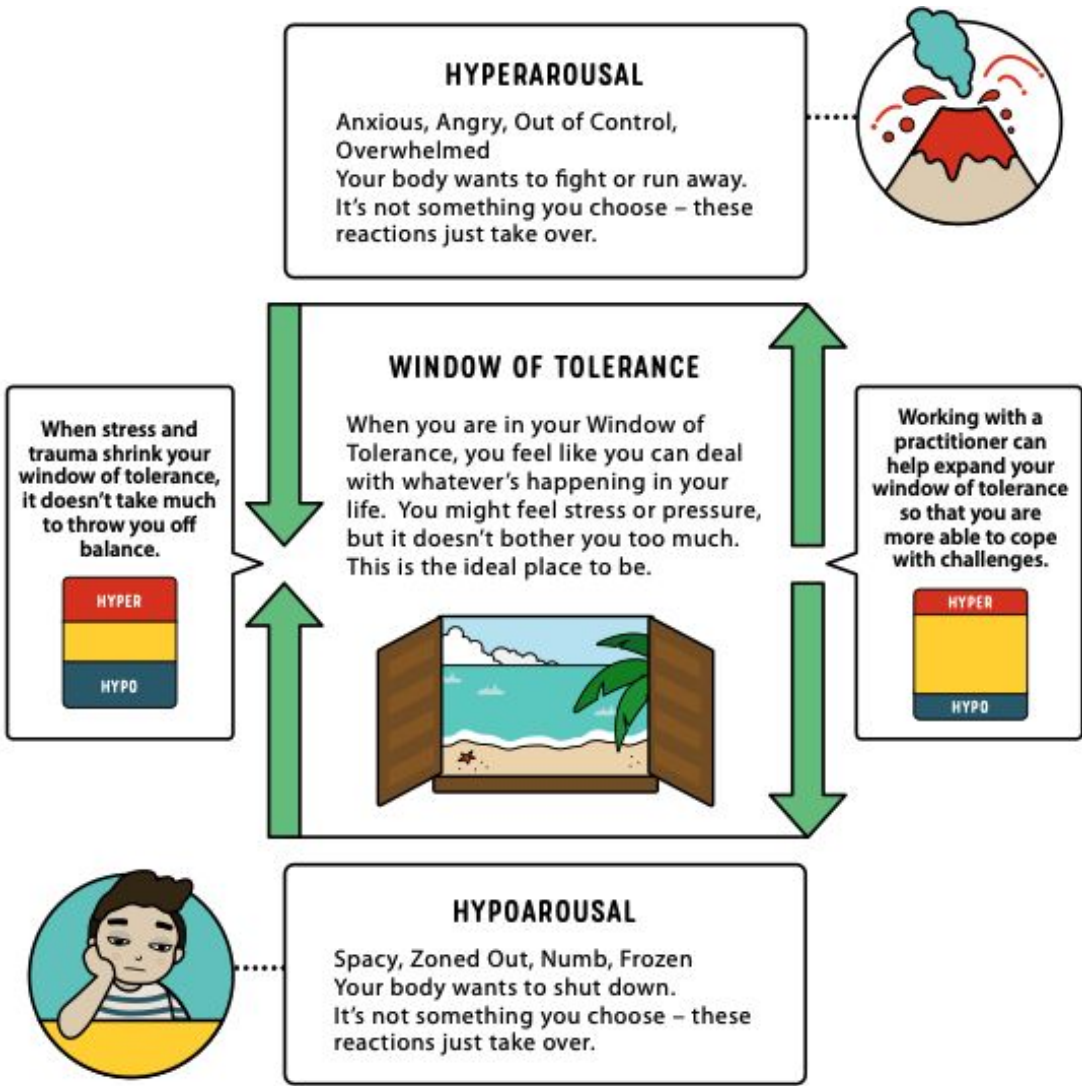 HYPERAROUSAL
Anxious, Angry, Out of Control,
Overwhelmed
Your body wants to fight or run away.
It’s not something you choose – these
reactions just take over.
When stress and
trauma shrink your
window of tolerance,
it doesn’t take much
to throw you off
balance.
HYPER
HYPO
WINDOW OF TOLERANCE
When you are in your Window of
Tolerance, you feel like you can deal
with whatever’s happening in your
life.  You might feel stress or pressure,
but it doesn’t bother you too much.
This is the ideal place to be.
Working with a
practitioner can
help expand your
window of tolerance
so that you are
more able to cope
with challenges.
HYPER
HYPO
HYPOAROUSAL
Spacy, Zoned Out, Numb, Frozen
Your body wants to shut down.
It’s not something you choose – these
reactions just take over.